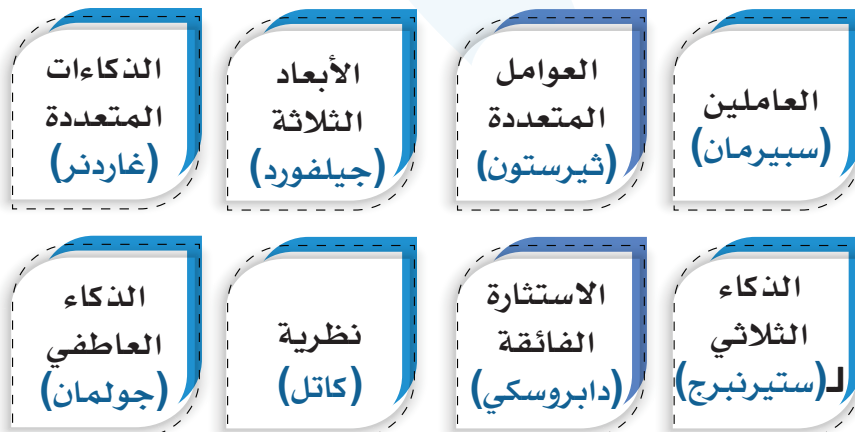 العاملين
(سبيرمان)
العوامل
المتعددة
(ثيرستون)
الأبعاد
الثلاثة
(جيلفورد)
الذكاءات
المتعددة
(غاردنر)
الذكاء
الثلاثي
لـ(ستيرنبرج)
الاستثارة
الفائقة
(دابروسكي)
نظرية
(كاتل)
الذكاء
العاطفي
(جولمان)